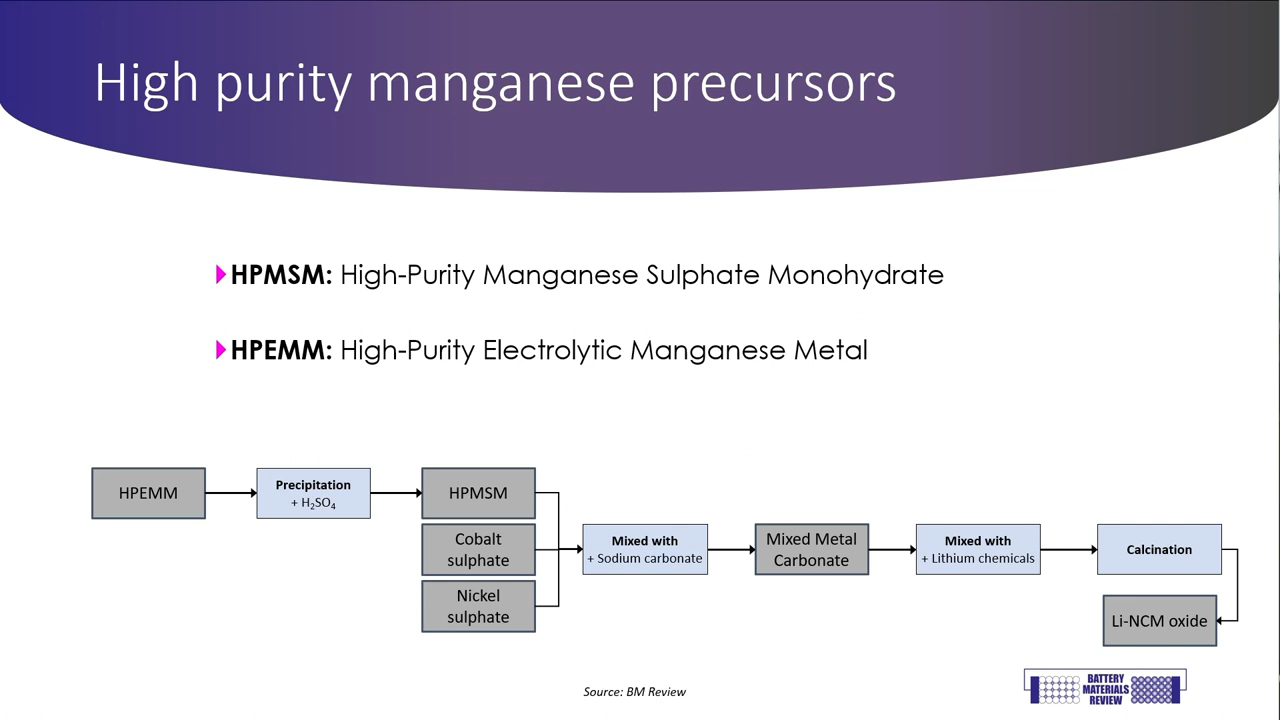 High purity manganese precursors
HPMSM: High-Purity Manganese Sulphate Monohydrate
HPEMM: High-Purity Electrolytic Manganese Metal
HPEMM
Precipitation
+ H₂SO₄
HPMSM
Cobalt
sulphate
Nickel
sulphate
Mixed with
+ Sodium carbonate
Mixed Metal
Carbonate
Mixed with
+ Lithium chemicals
Calcination
Li-NCM oxide
Source: BM Review
BATTERY
MATERIALS
REVIEW